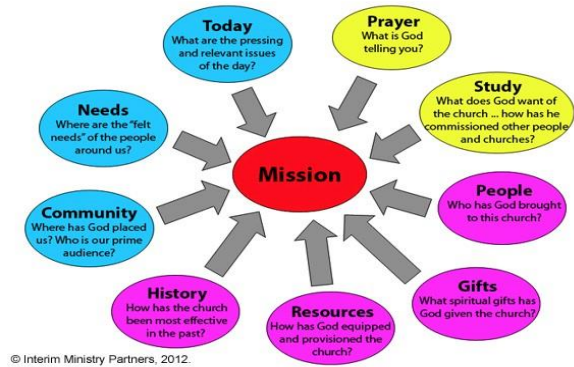 Today
What are the pressing
and relevant issues
of the day?
Prayer
What is God
telling you?
Study
What does God want of
the church ... how has he
commissioned other people
and churches?
People
Who has God brought
to this church?
Gifts
What spiritual gifts has
God given the church?
Resources
How has God equipped
and provisioned the
church?
History
How has the church
been most effective
in the past?
Community
Where has God placed
us? Who is our prime
audience?
Needs
Where are the "felt
needs" of the people
around us?
Mission
© Interim Ministry Partners, 2012.